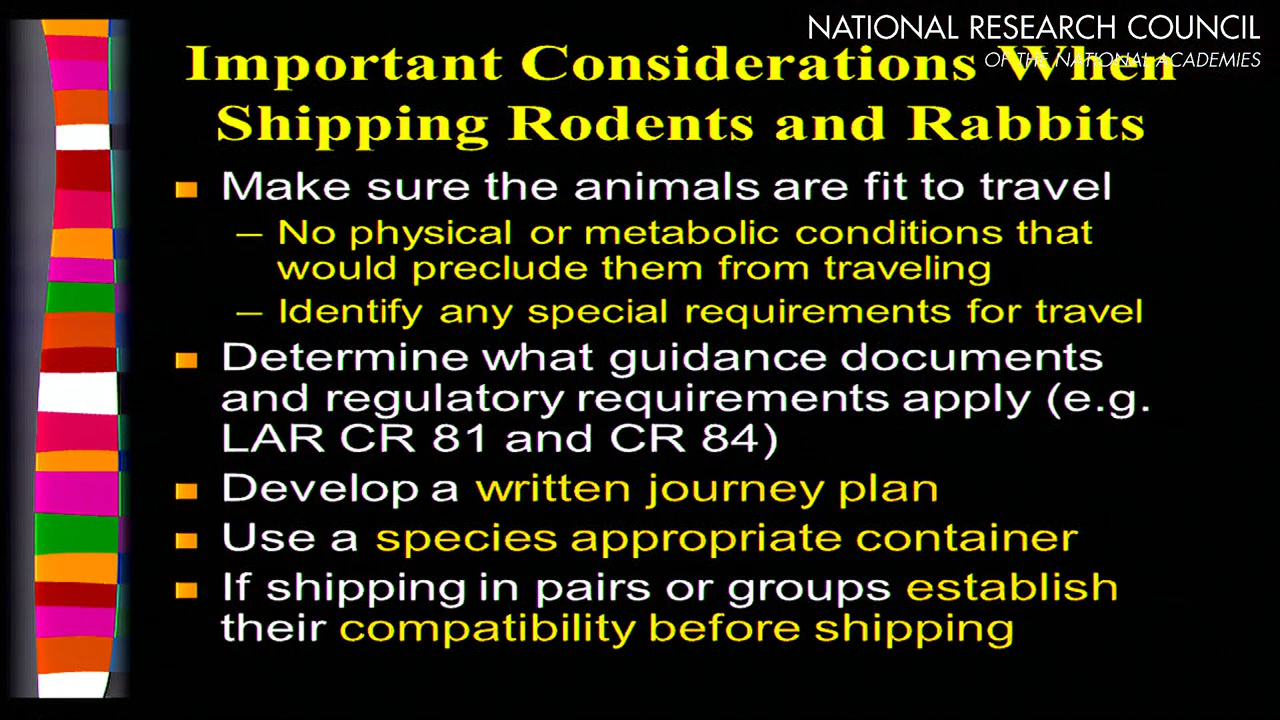 NATIONAL RESEARCH COUNCIL
OF THE NATIONAL ACADEMIES
Important Considerations When
Shipping Rodents and Rabbits
Make sure the animals are fit to travel
– No physical or metabolic conditions that
would preclude them from traveling
– Identify any special requirements for travel
Determine what guidance documents
and regulatory requirements apply (e.g.
LAR CR 81 and CR 84)
Develop a written journey plan
Use a species appropriate container
If shipping in pairs or groups establish
their compatibility before shipping